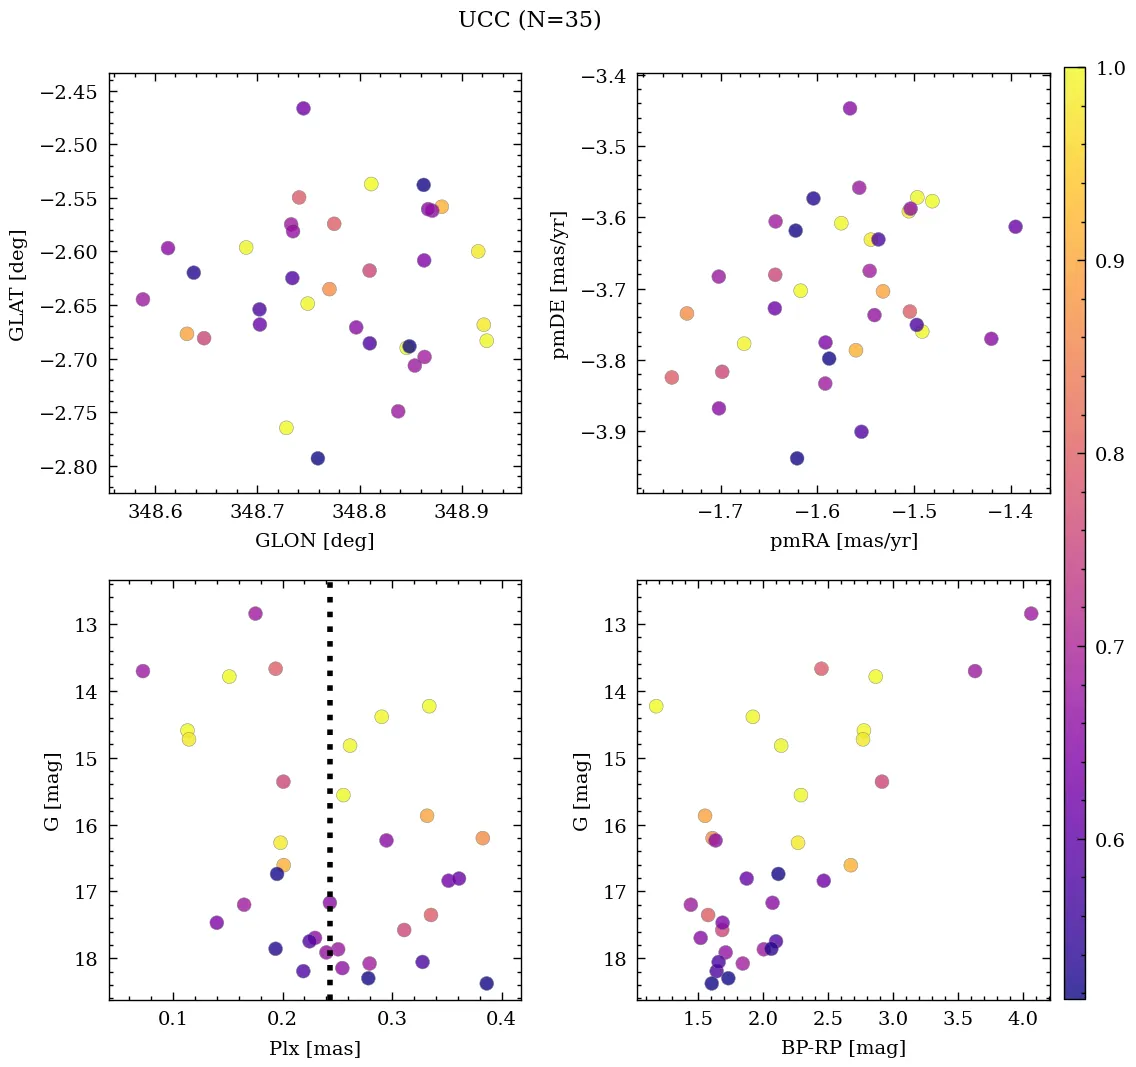 UCC (N=35)
−2.45
−2.50
−2.55
−2.60
−2.65
−2.70
−2.75
−2.80
GLAT [deg]
348.6 348.7 348.8 348.9
GLON [deg]
−3.4
−3.5
−3.6
−3.7
−3.8
−3.9
pmDE [mas/yr]
−1.7 −1.6 −1.5 −1.4
pmRA [mas/yr]
13
14
15
16
17
18
G [mag]
0.1 0.2 0.3 0.4
Plx [mas]
13
14
15
16
17
18
G [mag]
1.5 2.0 2.5 3.0 3.5 4.0
BP-RP [mag]
1.0
0.9
0.8
0.7
0.6